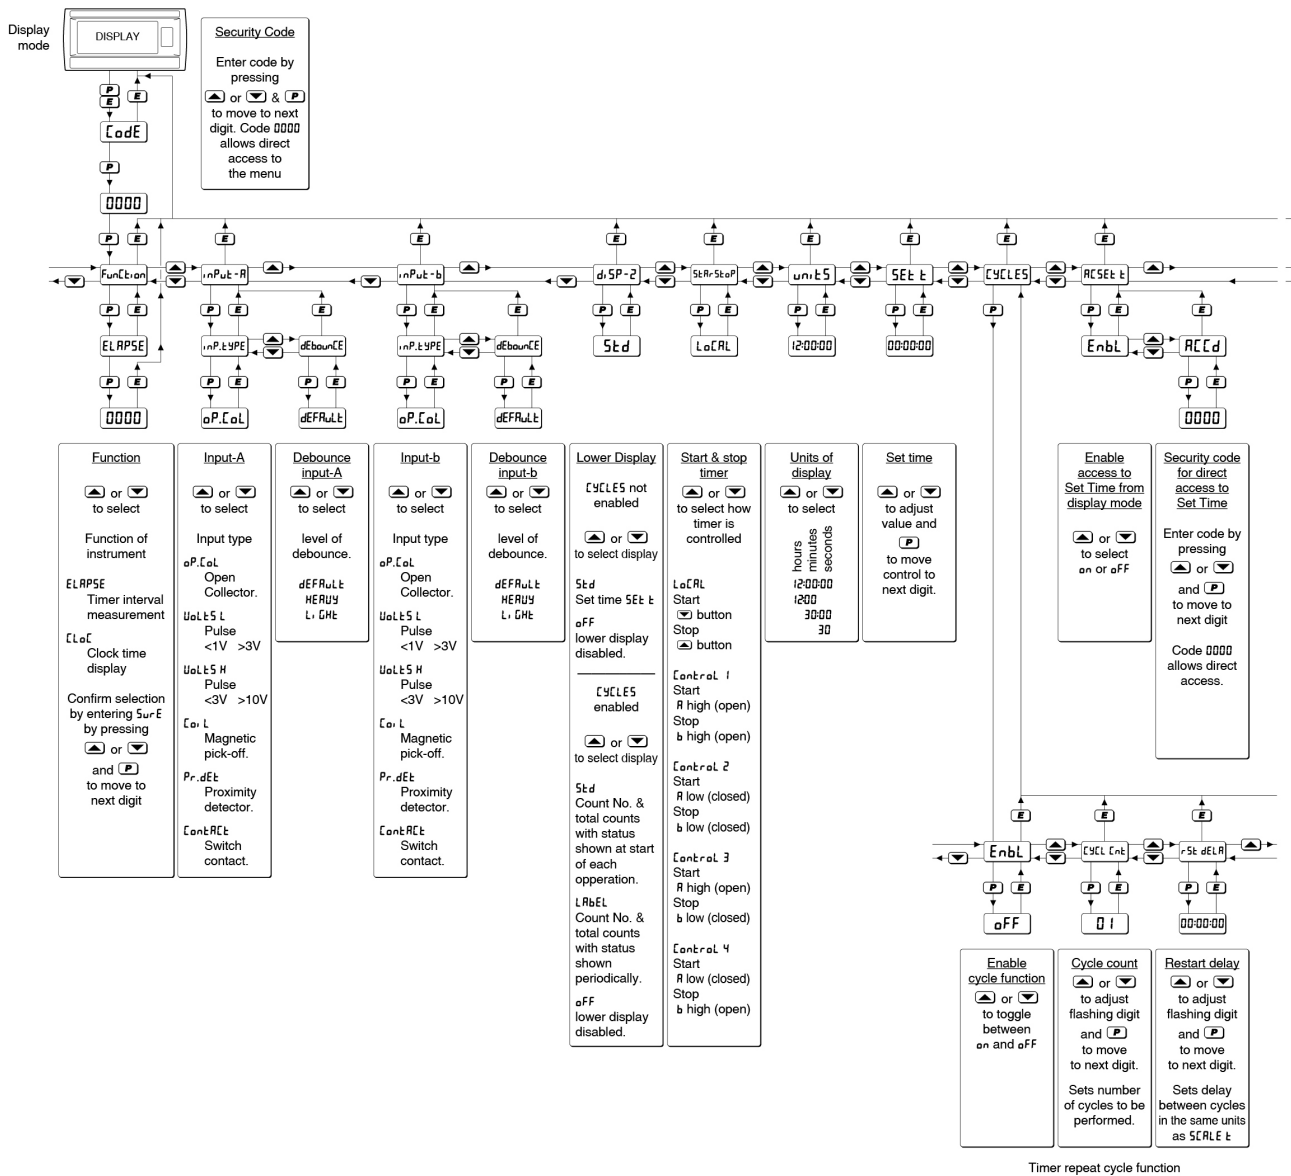 Display
mode
DISPLAY
Security Code
Enter code by
pressing
▲ or ▼ & P
to move to next
digit. Code 0000
allows direct
access to
the menu
P
E
E
CodE
P
0000
P E E E E E E E E E
FunCtion inPut-A inPut-b diSP-2 StArStoP unitS SEt t CYCLES ACSEt t
P E P E E P E E P E P E P E P E P P E E
ELAPSE inP.tYPE dEbounCE inP.tYPE dEbounCE Std LoCAL 12:00:00 00:00:00 EnbL ACCd
P E P E P E P E P E P E
0000 oP.CoL dEFAuLt oP.CoL dEFAuLt 0000
Function
▲ or ▼
to select
Function of
instrument
ELAPSE
Timer interval
measurement
CLoC
Clock time
display
Confirm selection
by entering SurE
by pressing
▲ or ▼
and P
to move to
next digit
Input-A
▲ or ▼
to select
Input type
oP.CoL
Open
Collector.
VoLtS L
Pulse
<1V >3V
VoLtS H
Pulse
<3V >10V
Coi L
Magnetic
pick-off.
Pr.dEt
Proximity
detector.
ContACt
Switch
contact.
Debounce
input-A
▲ or ▼
to select
level of
debounce.
dEFAuLt
HEAVY
LiGHt
Input-b
▲ or ▼
to select
Input type
oP.CoL
Open
Collector.
VoLtS L
Pulse
<1V >3V
VoLtS H
Pulse
<3V >10V
Coi L
Magnetic
pick-off.
Pr.dEt
Proximity
detector.
ContACt
Switch
contact.
Debounce
input-b
▲ or ▼
to select
level of
debounce.
dEFAuLt
HEAVY
LiGHt
Lower Display
CYCLES not
enabled
▲ or ▼
to select display
Std
Set time SEt t
oFF
lower display
disabled.
CYCLES
enabled
▲ or ▼
to select display
Std
Count No. &
total counts
with status
shown at start
of each
opperation.
LAbEL
Count No. &
total counts
with status
shown
periodically.
oFF
lower display
disabled.
Start & stop
timer
▲ or ▼
to select how
timer is
controlled
LoCAL
Start
▼ button
Stop
▲ button
ControL 1
Start
A high (open)
Stop
b high (open)
ControL 2
Start
A low (closed)
Stop
b low (closed)
ControL 3
Start
A high (open)
Stop
b low (closed)
ControL 4
Start
A low (closed)
Stop
b high (open)
Units of
display
▲ or ▼
to select
hours
minutes
seconds
12:00:00
12:00
30:00
30
Set time
▲ or ▼
to adjust
value and
P
to move
control to
next digit.
Enable
access to
Set Time from
display mode
▲ or ▼
to select
on or oFF
Security code
for direct
access to
Set Time
Enter code by
pressing
▲ or ▼
and P
to move to
next digit
Code 0000
allows direct
access.
E E E
EnbL CYCL Cnt rSt dELA
P E P E P E
oFF 01 00:00:00
Enable
cycle function
▲ or ▼
to toggle
between
on and oFF
Cycle count
▲ or ▼
to adjust
flashing digit
and P
to move
to next digit.
Sets number
of cycles to be
performed.
Restart delay
▲ or ▼
to adjust
flashing digit
and P
to move
to next digit.
Sets delay
between cycles
in the same units
as SCALE t
Timer repeat cycle function